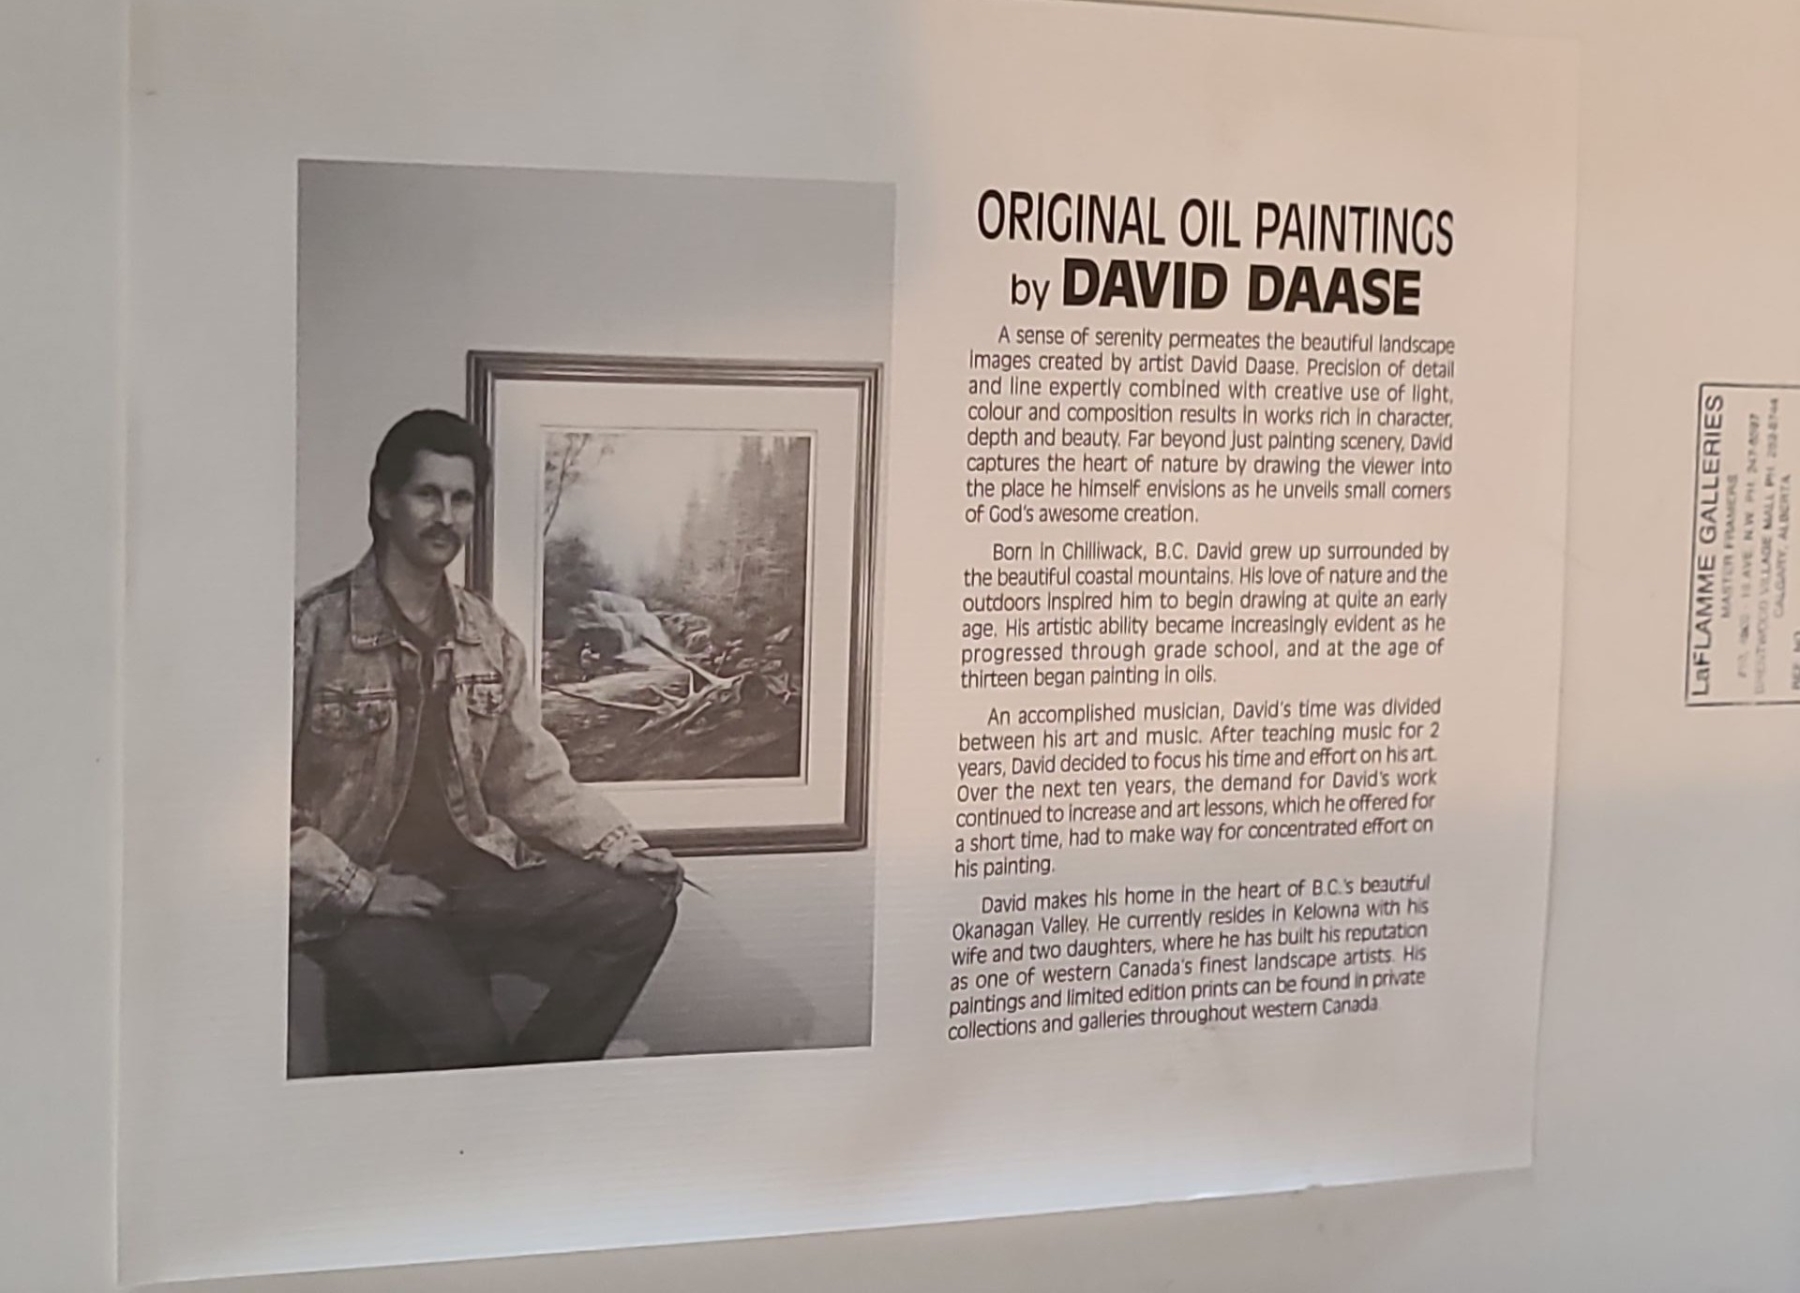 ORIGINAL OIL PAINTINGS
by DAVID DAASE
A sense of serenity permeates the beautiful landscape
images created by artist David Daase. Precision of detail
and line expertly combined with creative use of light,
colour and composition results in works rich in character,
depth and beauty. Far beyond just painting scenery, David
captures the heart of nature by drawing the viewer into
the place he himself envisions as he unveils small corners
of God's awesome creation.
Born in Chilliwack, B.C. David grew up surrounded by
the beautiful coastal mountains. His love of nature and the
outdoors inspired him to begin drawing at quite an early
age. His artistic ability became increasingly evident as he
progressed through grade school, and at the age of
thirteen began painting in oils.
An accomplished musician, David's time was divided
between his art and music. After teaching music for 2
years, David decided to focus his time and effort on his art.
Over the next ten years, the demand for David's work
continued to increase and art lessons, which he offered for
a short time, had to make way for concentrated effort on
his painting.
David makes his home in the heart of B.C.'s beautiful
Okanagan Valley. He currently resides in Kelowna with his
wife and two daughters, where he has built his reputation
as one of western Canada's finest landscape artists. His
paintings and limited edition prints can be found in private
collections and galleries throughout western Canada
LaFLAMME GALLERIES
MASTER FRAMERS
AVE. N.W. PH.
VILLAGE MALL PH.
CALGARY, ALBERTA